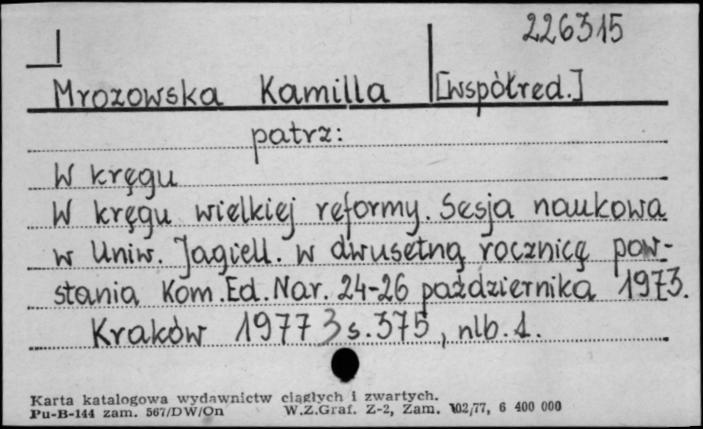 226315
Mrozowska Kamilla [współred.]
patrz:
W kręgu
W kręgu wielkiej reformy. Sesja naukowa
w Uniw. Jagiell. w dwusetną rocznicę pow-
stania Kom. Ed. Nar. 24-26 października 1973.
Kraków 1977 s. 375, nlb. 1.
Karta katalogowa wydawnictw ciągłych i zwartych.
Pu-B-144 zam. 567/DW/On W.Z.Graf. Z-2, Zam. 102/77, 6 400 000